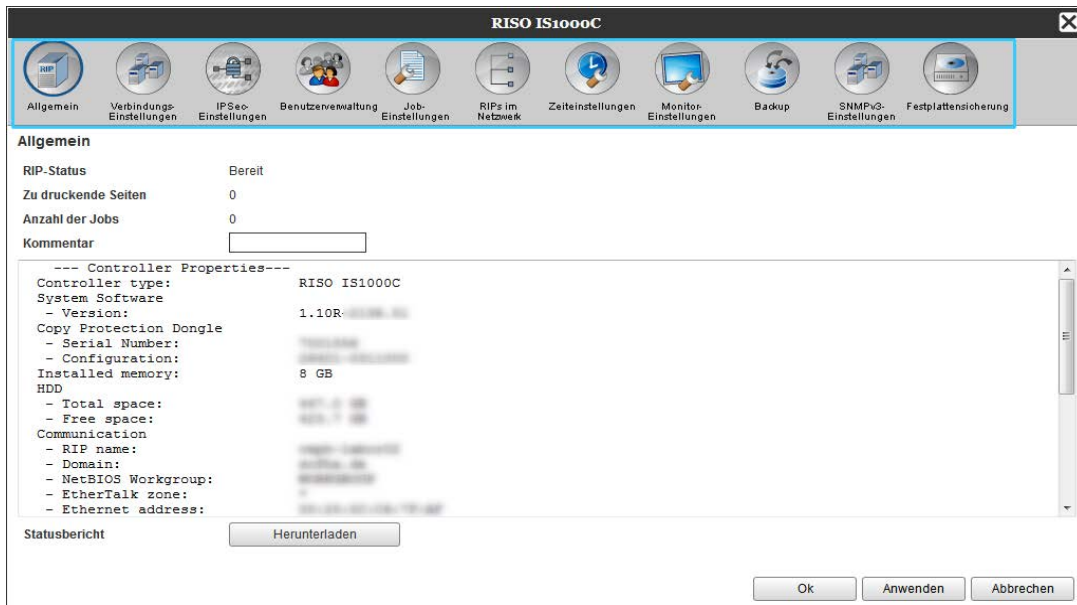 RISO IS1000C
Allgemein
Verbindungs-
Einstellungen
IPSec-
Einstellungen
Benutzerverwaltung
Job-
Einstellungen
RIPs im
Netzwerk
Zeiteinstellungen
Monitor-
Einstellungen
Backup
SNMPv3-
Einstellungen
Festplattensicherung
RIP
Allgemein
RIP-Status Bereit
Zu druckende Seiten 0
Anzahl der Jobs 0
Kommentar
--- Controller Properties---
Controller type: RISO IS1000C
System Software
- Version: 1.10R-
Copy Protection Dongle
- Serial Number:
- Configuration:
Installed memory: 8 GB
HDD
- Total space:
- Free space:
Communication
- RIP name:
- Domain:
- NetBIOS Workgroup:
- EtherTalk zone:
- Ethernet address:
Statusbericht Herunterladen
Ok Anwenden Abbrechen